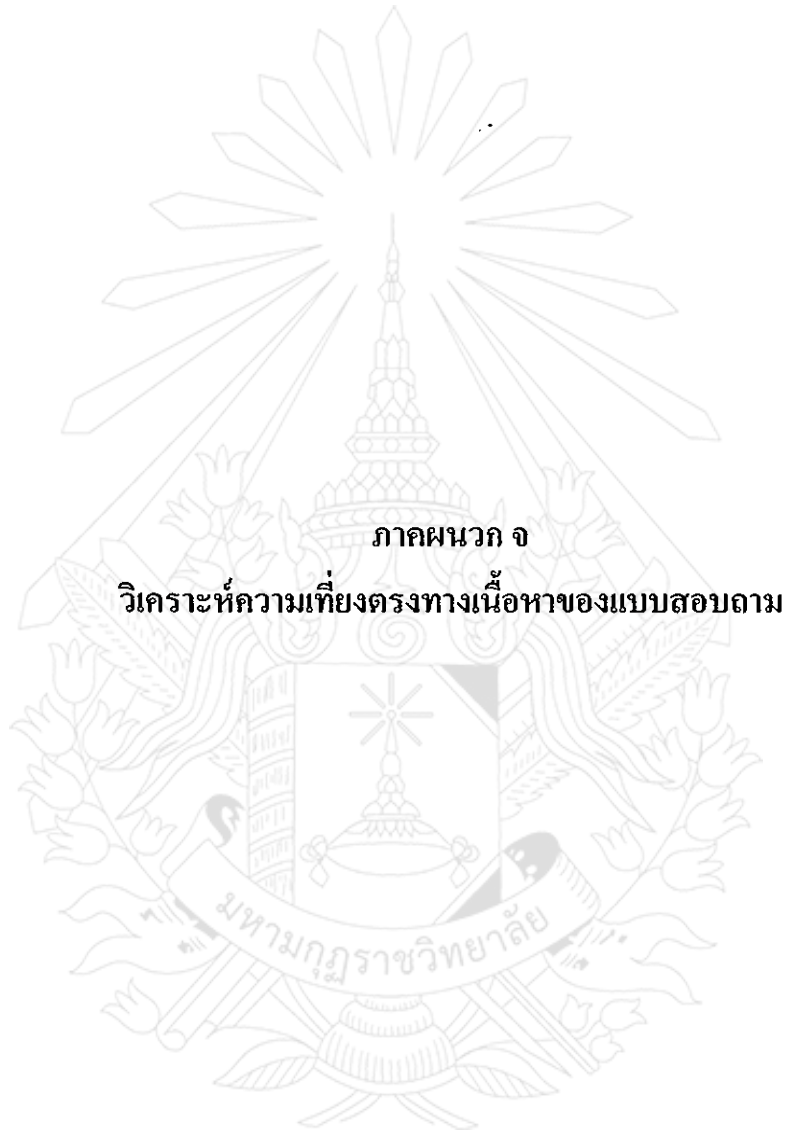 ภาคผนวก จ
วิเคราะห์ความเที่ยงตรงทางเนื้อหาของแบบสอบถาม
มหามกุฏราชวิทยาลัย